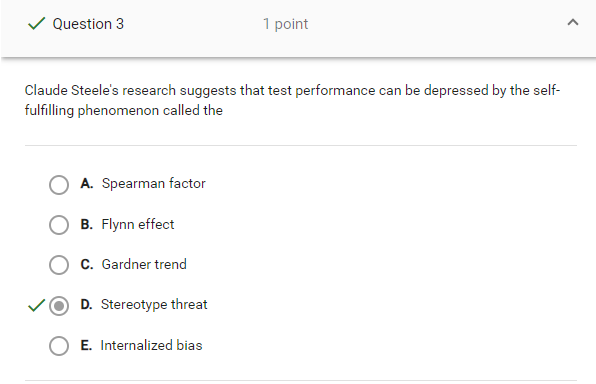 Question 3 1 point
Claude Steele's research suggests that test performance can be depressed by the self-
fulfilling phenomenon called the
A. Spearman factor
B. Flynn effect
C. Gardner trend
D. Stereotype threat
E. Internalized bias